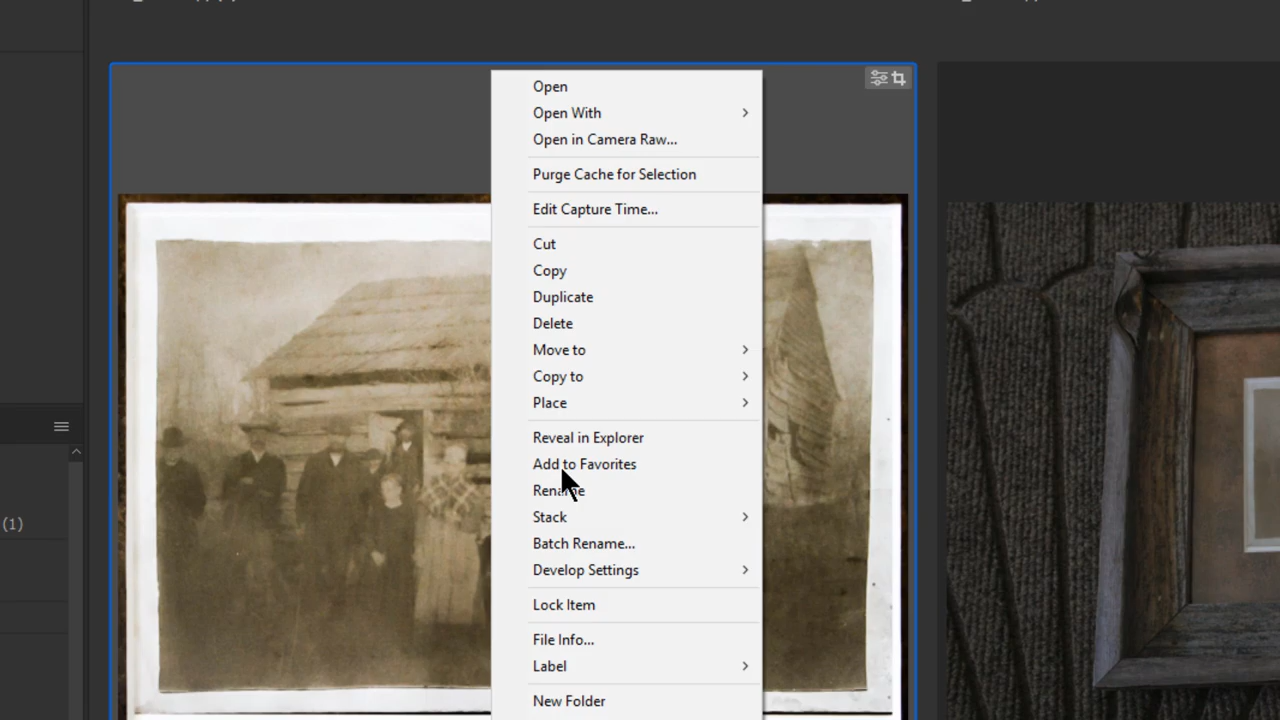 Open
Open With
Open in Camera Raw...
Purge Cache for Selection
Edit Capture Time...
Cut
Copy
Duplicate
Delete
Move to
Copy to
Place
Reveal in Explorer
Add to Favorites
Rename
Stack
(1)
Batch Rename...
Develop Settings
Lock Item
File Info...
Label
New Folder